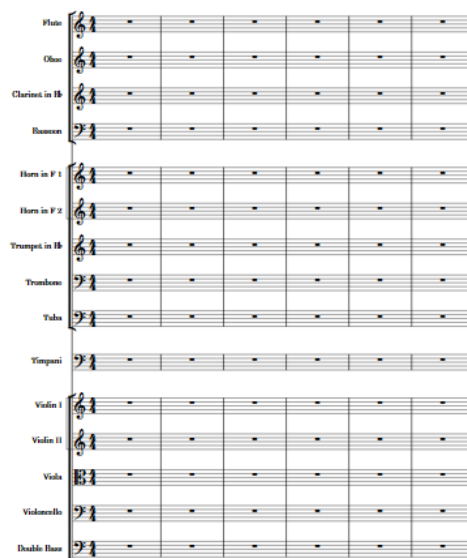 Flute
Oboe
Clarinet in B♭
Bassoon
Horn in F 1
Horn in F 2
Trumpet in B♭
Trombone
Tuba
Timpani
Violin I
Violin II
Viola
Violoncello
Double Bass